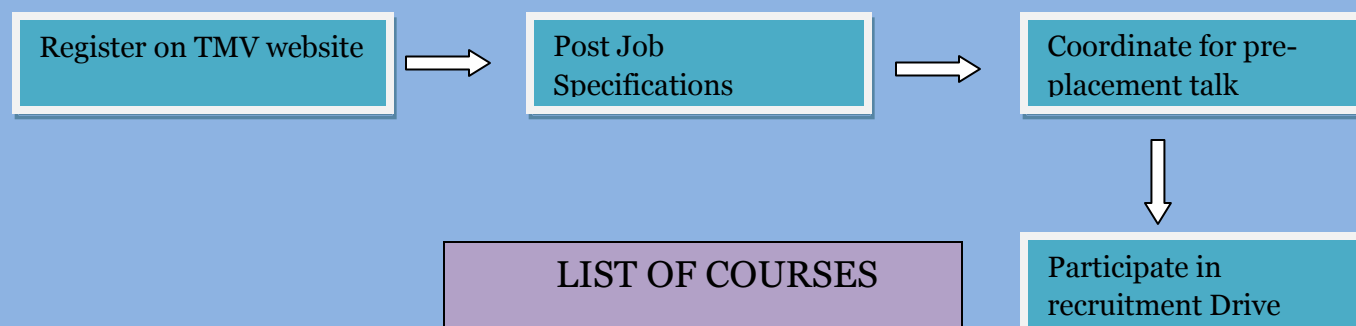 Register on TMV website
Post Job
Specifications
Coordinate for pre-
placement talk
LIST OF COURSES
Participate in
recruitment Drive